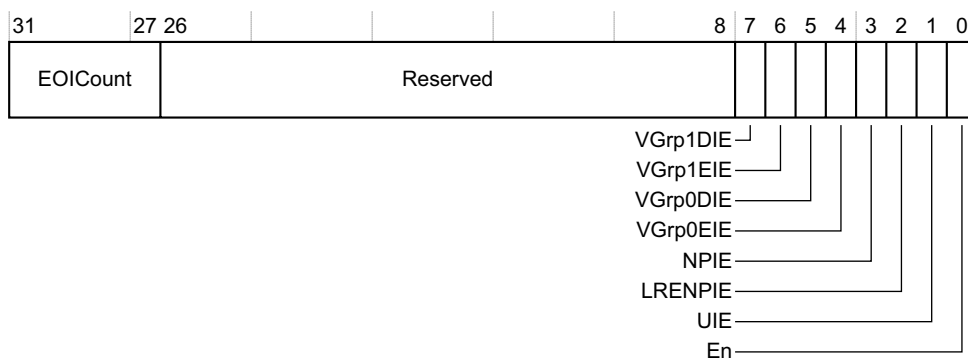 31 27 26 8 7 6 5 4 3 2 1 0
EOICount Reserved
VGrp1DIE
VGrp1EIE
VGrp0DIE
VGrp0EIE
NPIE
LRENPIE
UIE
En